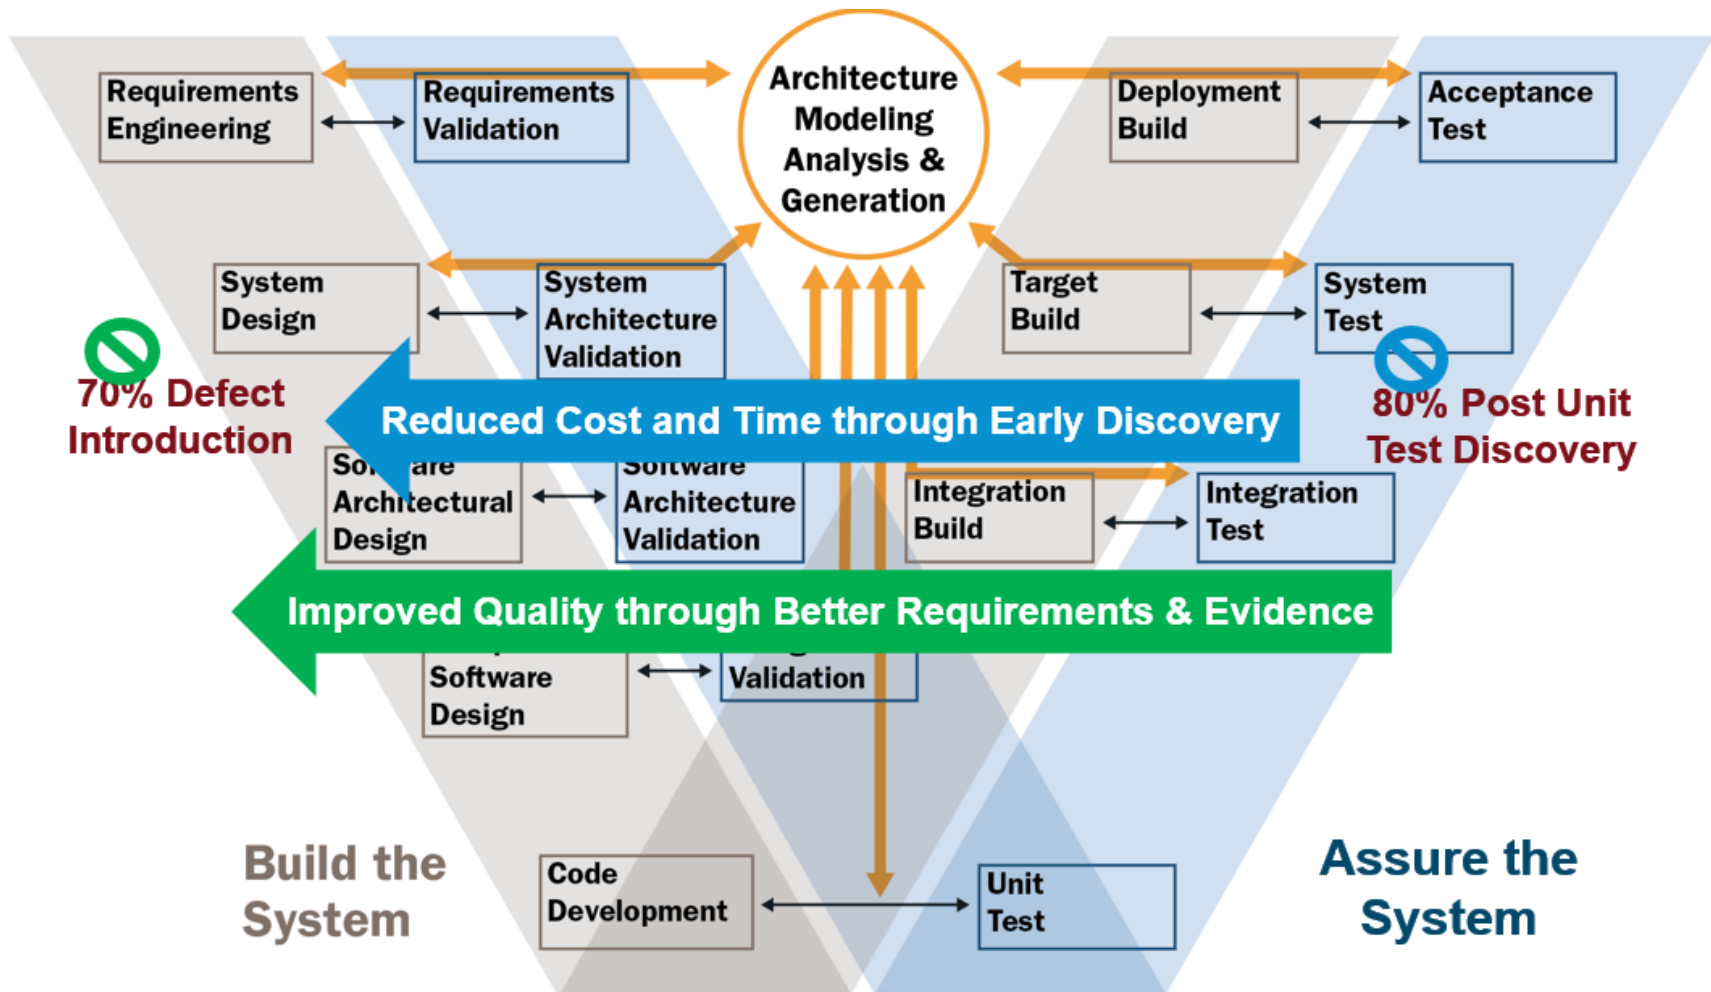 Requirements
Engineering
Requirements
Validation
Architecture
Modeling
Analysis &
Generation
Deployment
Build
Acceptance
Test
System
Design
System
Architecture
Validation
Target
Build
System
Test
70% Defect
Introduction
Reduced Cost and Time through Early Discovery
80% Post Unit
Test Discovery
Software
Architectural
Design
Software
Architecture
Validation
Integration
Build
Integration
Test
Improved Quality through Better Requirements & Evidence
Software
Design
Validation
Build the
System
Code
Development
Unit
Test
Assure the
System